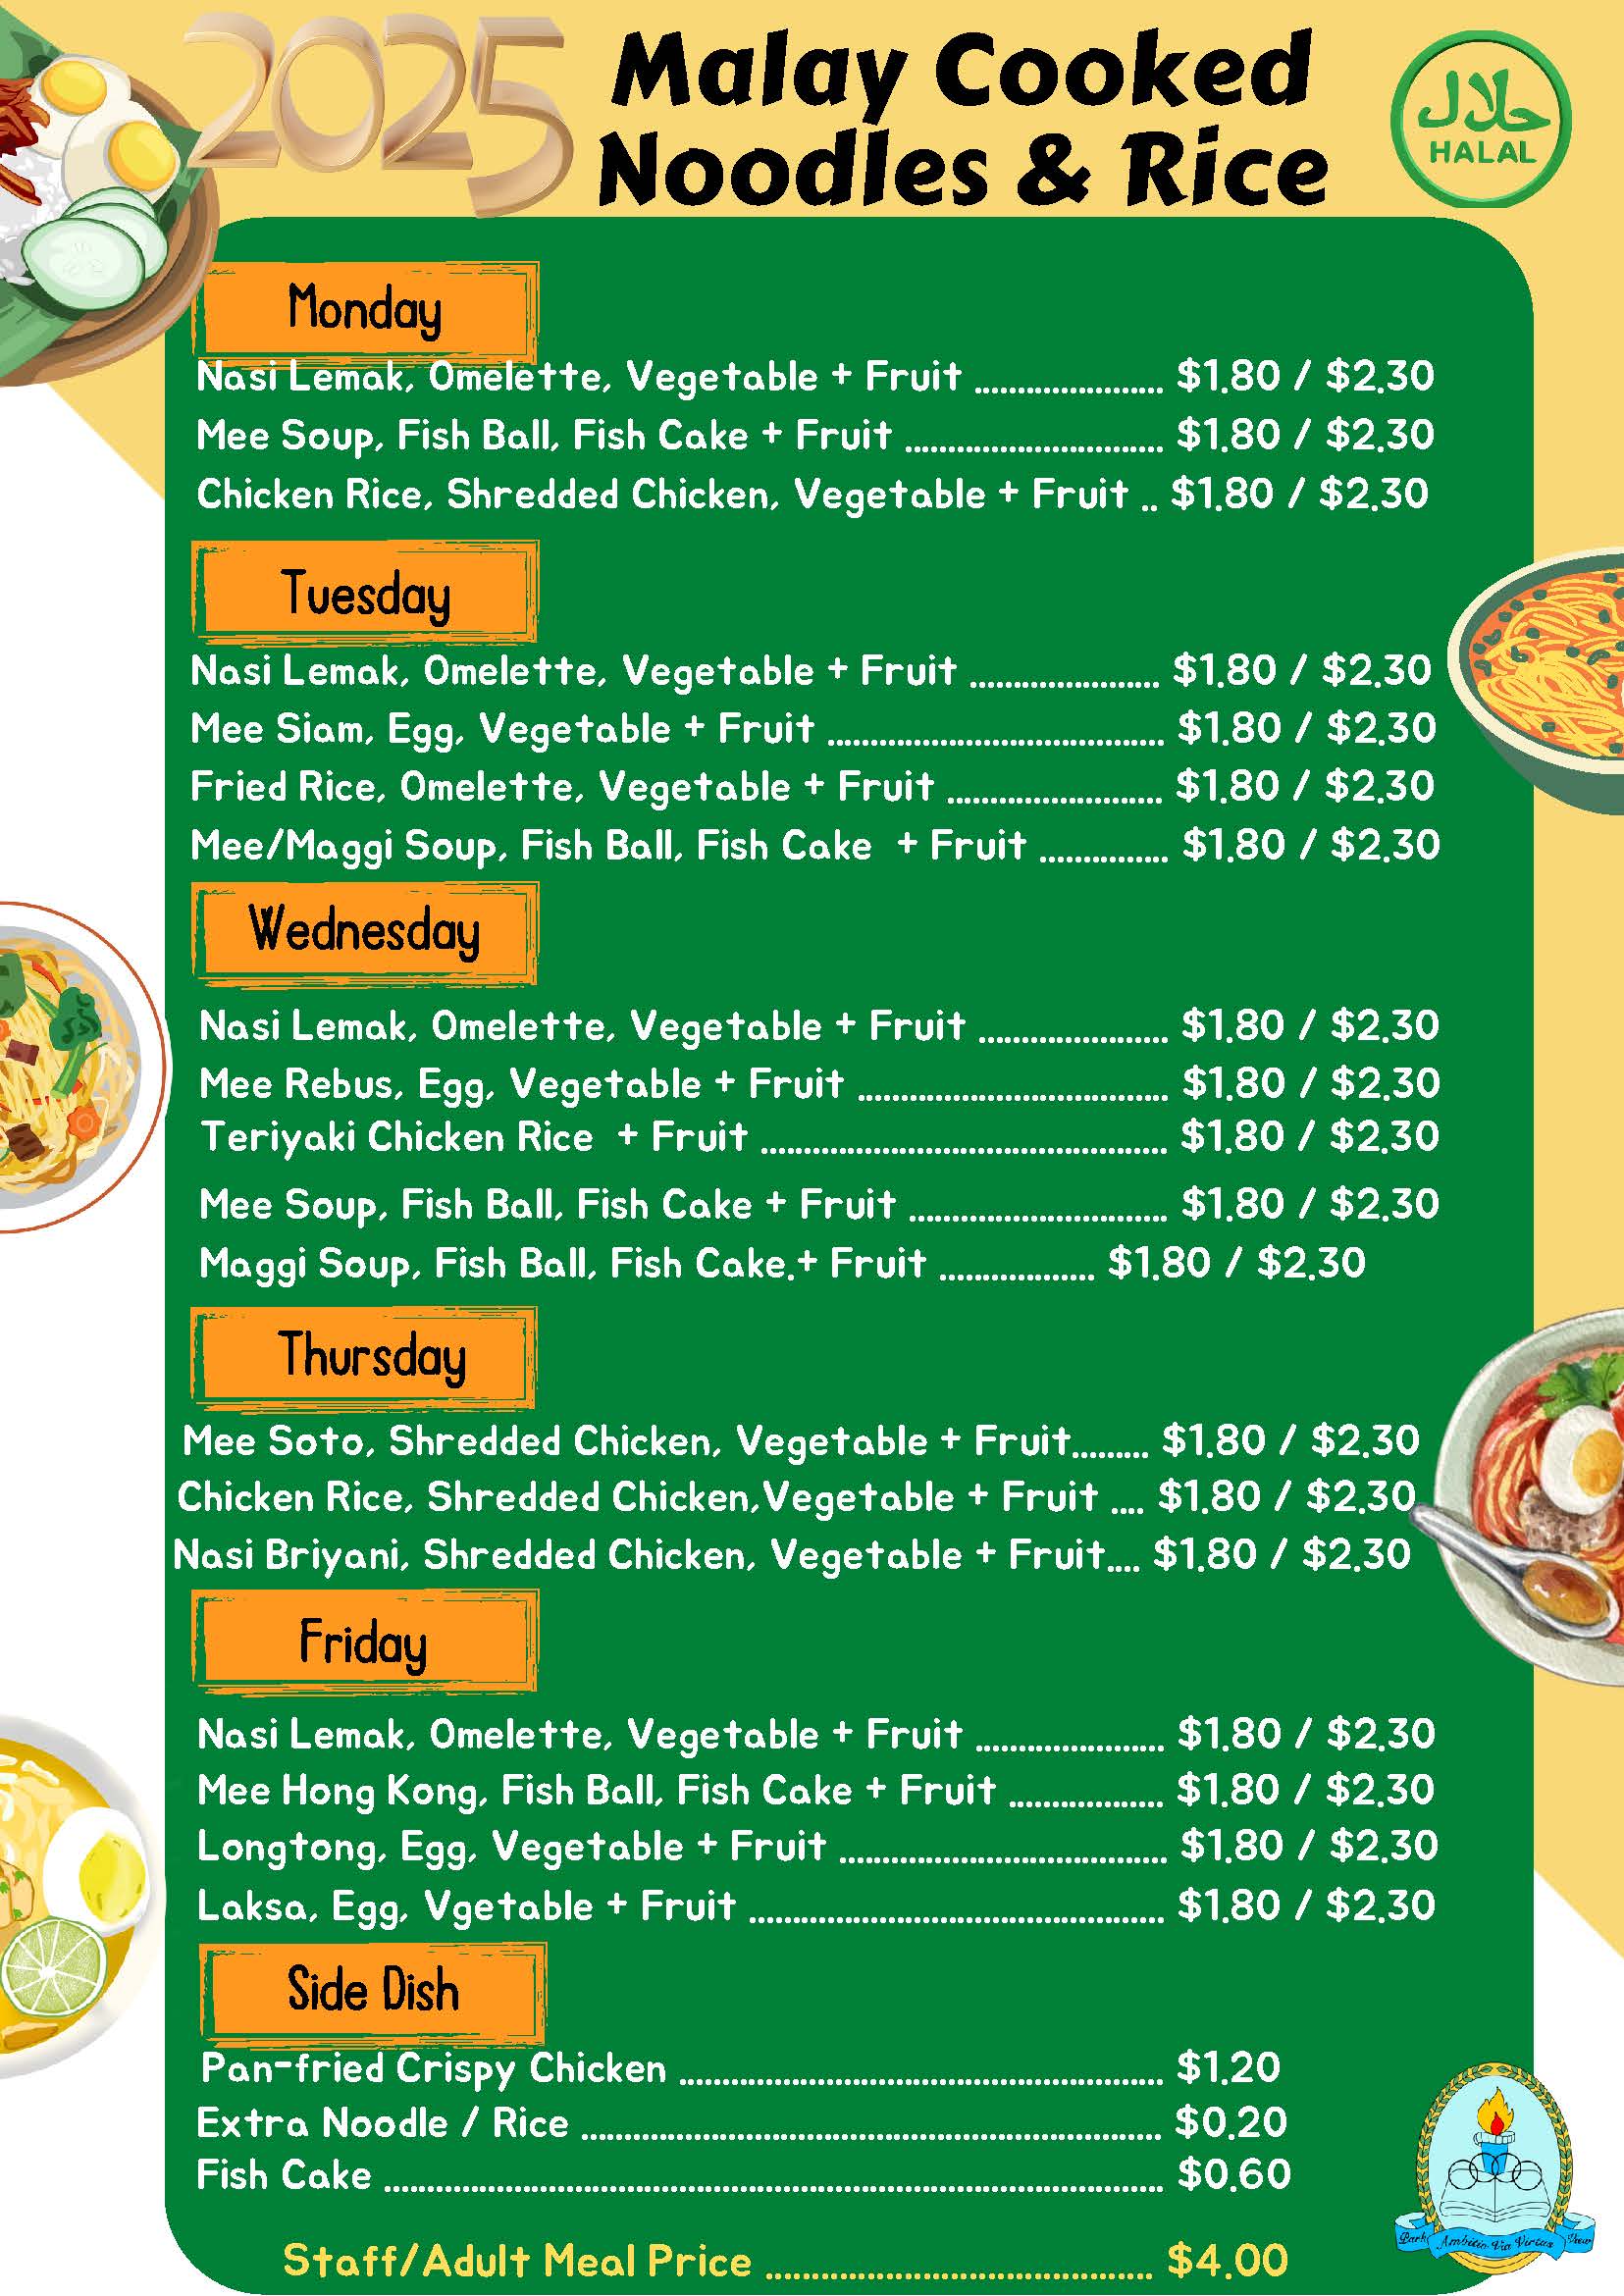 2025
Malay Cooked
Noodles & Rice
حلال
HALAL
Monday
Nasi Lemak, Omelette, Vegetable + Fruit ...................... $1.80 / $2.30
Mee Soup, Fish Ball, Fish Cake + Fruit .............................. $1.80 / $2.30
Chicken Rice, Shredded Chicken, Vegetable + Fruit .. $1.80 / $2.30
Tuesday
Nasi Lemak, Omelette, Vegetable + Fruit ...................... $1.80 / $2.30
Mee Siam, Egg, Vegetable + Fruit ....................................... $1.80 / $2.30
Fried Rice, Omelette, Vegetable + Fruit ......................... $1.80 / $2.30
Mee/Maggi Soup, Fish Ball, Fish Cake + Fruit ............... $1.80 / $2.30
Wednesday
Nasi Lemak, Omelette, Vegetable + Fruit ...................... $1.80 / $2.30
Mee Rebus, Egg, Vegetable + Fruit .................................... $1.80 / $2.30
Teriyaki Chicken Rice + Fruit ............................................... $1.80 / $2.30
Mee Soup, Fish Ball, Fish Cake + Fruit .............................. $1.80 / $2.30
Maggi Soup, Fish Ball, Fish Cake.+ Fruit .................. $1.80 / $2.30
Thursday
Mee Soto, Shredded Chicken, Vegetable + Fruit......... $1.80 / $2.30
Chicken Rice, Shredded Chicken,Vegetable + Fruit .... $1.80 / $2.30
Nasi Briyani, Shredded Chicken, Vegetable + Fruit.... $1.80 / $2.30
Friday
Nasi Lemak, Omelette, Vegetable + Fruit ...................... $1.80 / $2.30
Mee Hong Kong, Fish Ball, Fish Cake + Fruit .................. $1.80 / $2.30
Longtong, Egg, Vegetable + Fruit ...................................... $1.80 / $2.30
Laksa, Egg, Vgetable + Fruit ................................................ $1.80 / $2.30
Side Dish
Pan-fried Crispy Chicken ........................................................ $1.20
Extra Noodle / Rice ................................................................... $0.20
Fish Cake .......................................................................................... $0.60
Staff/Adult Meal Price ............................................. $4.00
Park Ambitio Via Virtus View